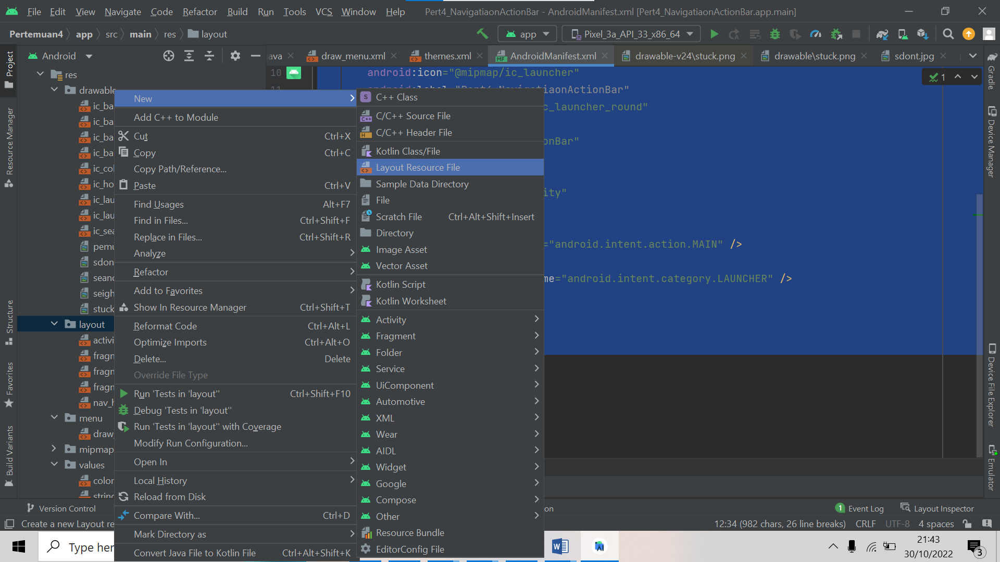 File Edit View Navigate Code Refactor Build Run Tools VCS Window Help Pert4_NavigatiaonActionBar - AndroidManifest.xml [Pert4_NavigatiaonActionBar.app.main]
Pertemuan4 app src main res layout app Pixel_3a_API_33_x86_64
Android ava draw_menu.xml themes.xml AndroidManifest.xml drawable-v24\stuck.png drawable\stuck.png sdont.jpg
Project
Resource Manager
Structure
Favorites
Build Variants
res
drawable
ic_ba
ic_ba
ic_ba
ic_ba
ic_col
ic_ho
ic_lau
ic_lau
ic_sea
pemu
sdon
sean
seigh
stuck
layout
activi
fragn
fragn
fragn
nav_h
menu
draw
mipmap
values
color
string
New
Add C++ to Module
Cut Ctrl+X
Copy Ctrl+C
Copy Path/Reference...
Paste Ctrl+V
Find Usages Alt+F7
Find in Files... Ctrl+Shift+F
Replace in Files... Ctrl+Shift+R
Analyze
Refactor
Add to Favorites
Show In Resource Manager Ctrl+Shift+T
Reformat Code Ctrl+Alt+L
Optimize Imports Ctrl+Alt+O
Delete... Delete
Override File Type
Run 'Tests in 'layout'' Ctrl+Shift+F10
Debug 'Tests in 'layout''
Run 'Tests in 'layout'' with Coverage
Modify Run Configuration...
Open In
Local History
Reload from Disk
Compare With... Ctrl+D
Mark Directory as
Convert Java File to Kotlin File Ctrl+Alt+Shift+K
S C++ Class
C++ C/C++ Source File
H C/C++ Header File
Kotlin Class/File
Layout Resource File
Sample Data Directory
File
Scratch File Ctrl+Alt+Shift+Insert
Directory
Image Asset
Vector Asset
Kotlin Script
Kotlin Worksheet
Activity
Fragment
Folder
Service
UiComponent
Automotive
XML
Wear
AIDL
Widget
Google
Compose
Other
Resource Bundle
EditorConfig File
10 android:icon="@mipmap/ic_launcher"
iaonActionBar"
c_launcher_round"
onBar"
ity"
="android.intent.action.MAIN" />
me="android.intent.category.LAUNCHER" />
1
Gradle
Device Manager
Device File Explorer
Emulator
Version Control on 1 Event Log Layout Inspector
Create a new Layout re 12:34 (982 chars, 26 line breaks) CRLF UTF-8 4 spaces
Type her
21:43
30/10/2022
3